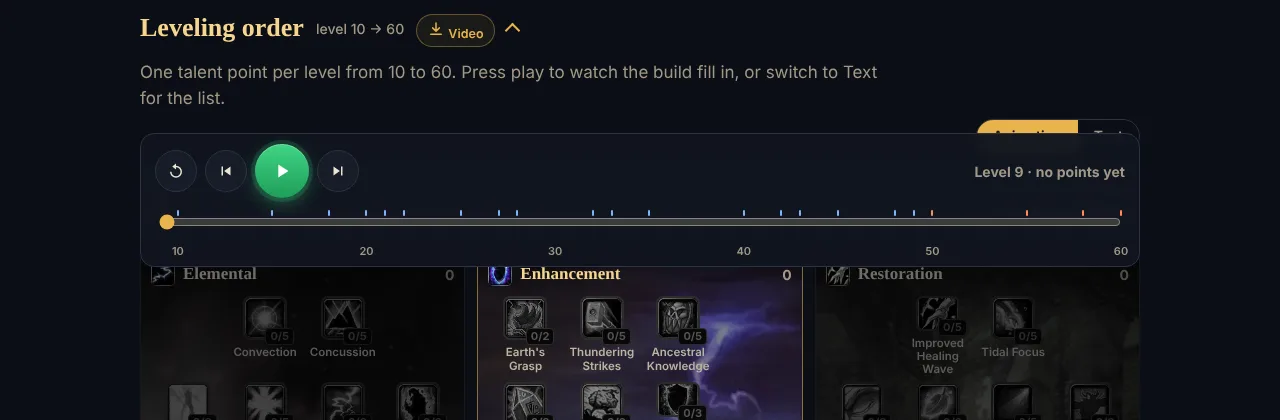 Leveling order level 10 → 60 Video
One talent point per level from 10 to 60. Press play to watch the build fill in, or switch to Text
for the list.
Level 9 · no points yet
10 20 30 40 50 60
Elemental 0 Enhancement 0 Restoration 0
0/5 0/5 0/2 0/5 0/5 0/5 0/5
Convection Concussion Earth's Grasp Thundering Strikes Ancestral Knowledge Improved Healing Wave Tidal Focus
0/3